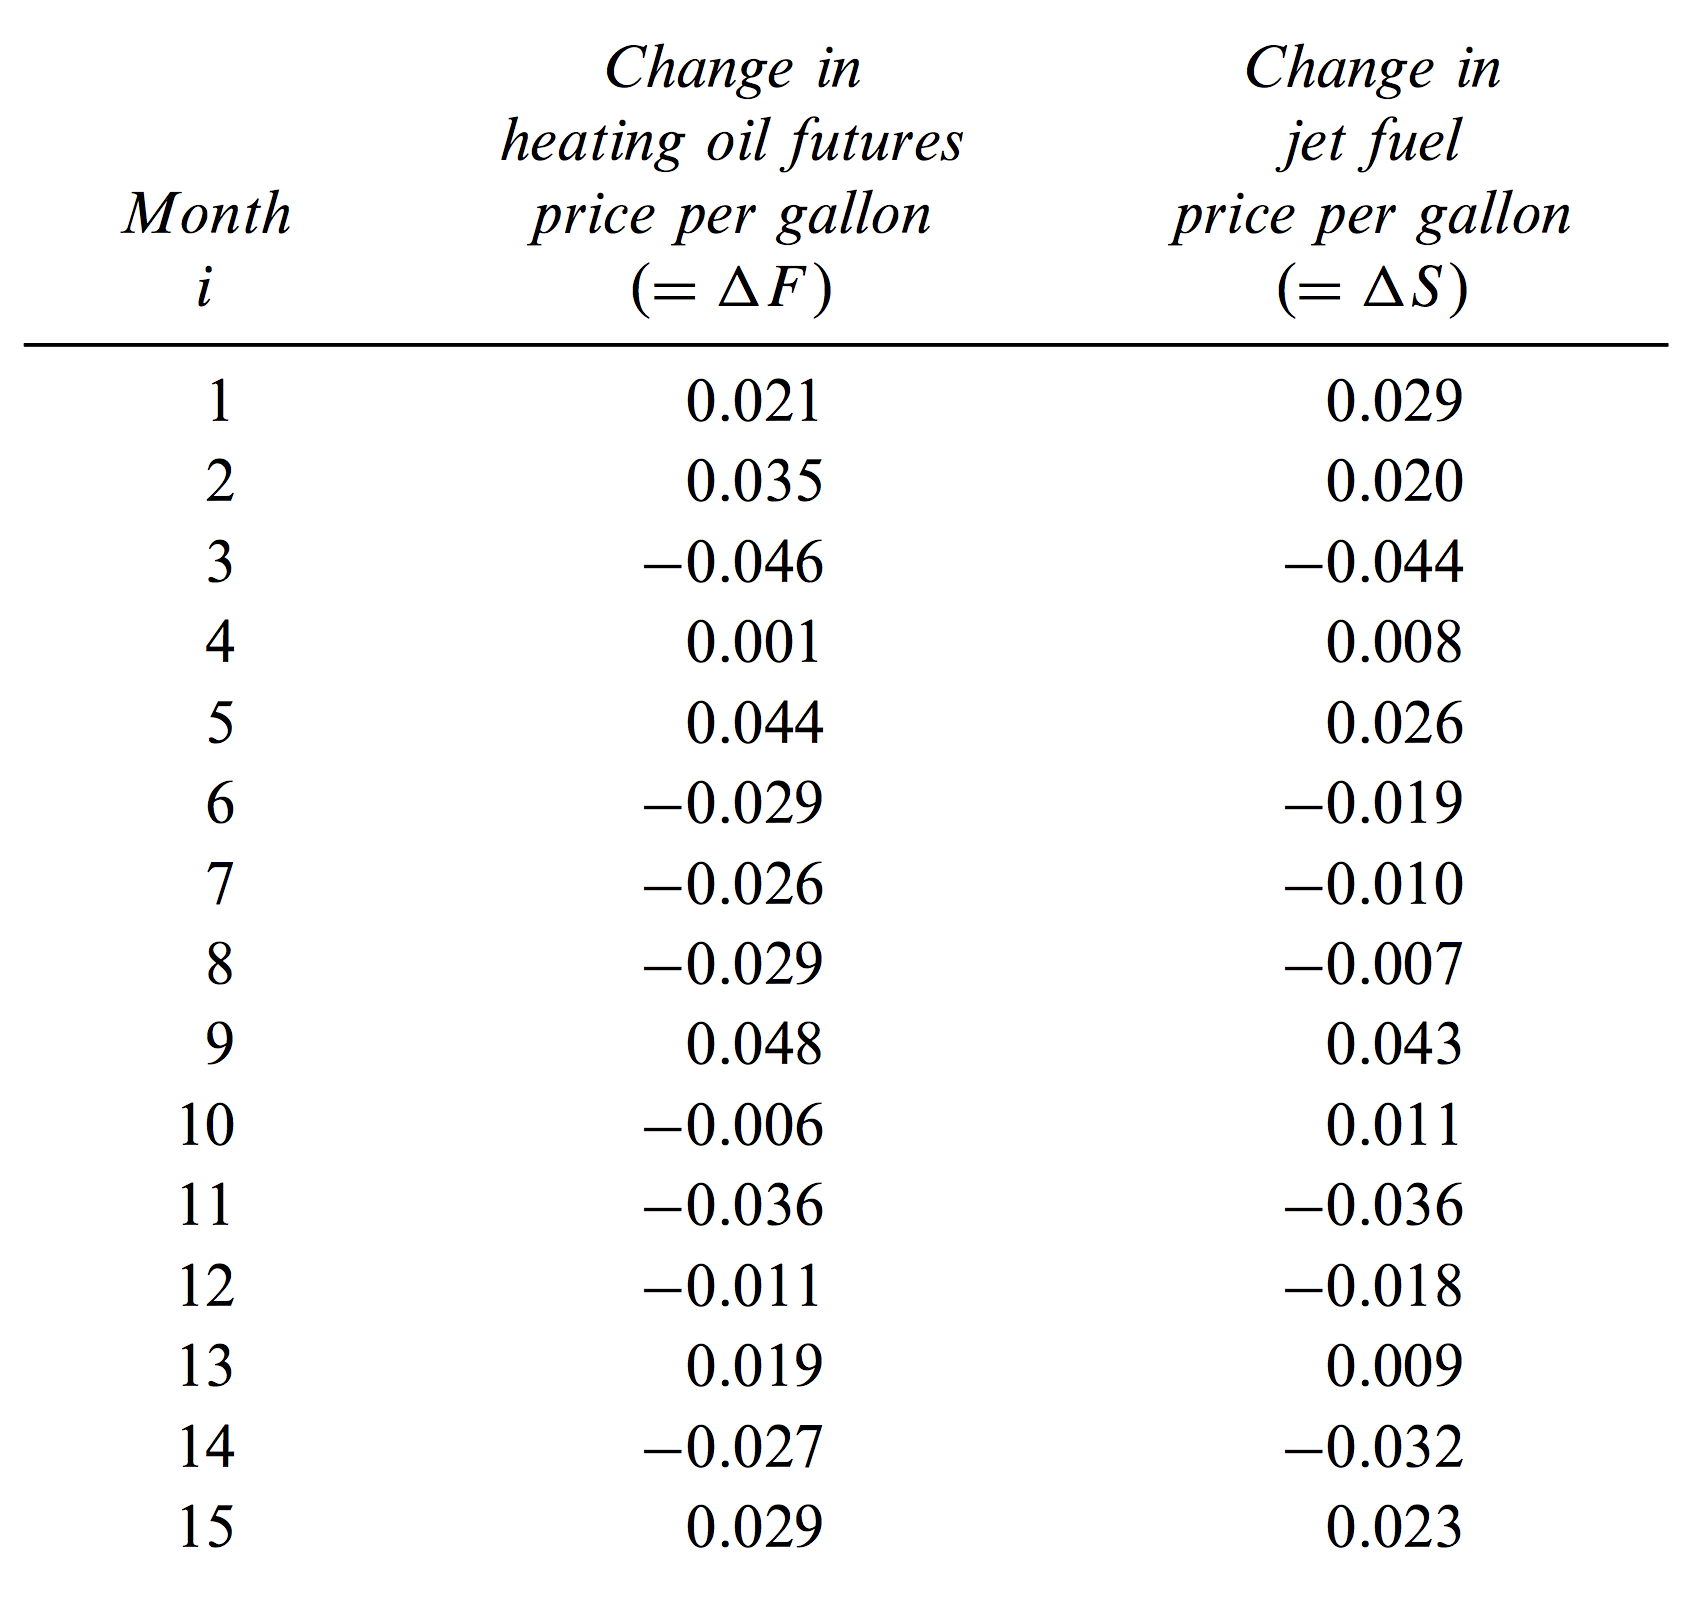 Change in Change in
heating oil futures jet fuel
Month price per gallon price per gallon
i (= ΔF) (= ΔS)
1 0.021 0.029
2 0.035 0.020
3 −0.046 −0.044
4 0.001 0.008
5 0.044 0.026
6 −0.029 −0.019
7 −0.026 −0.010
8 −0.029 −0.007
9 0.048 0.043
10 −0.006 0.011
11 −0.036 −0.036
12 −0.011 −0.018
13 0.019 0.009
14 −0.027 −0.032
15 0.029 0.023